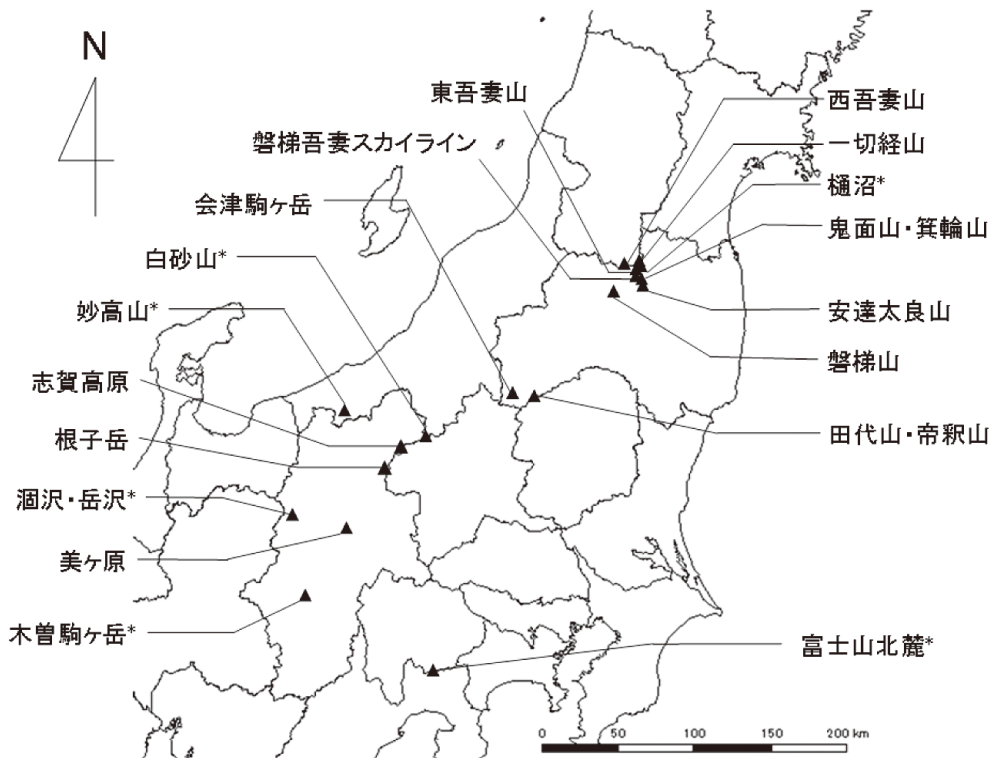 N
東吾妻山
西吾妻山
磐梯吾妻スカイライン
一切経山
樋沼*
会津駒ヶ岳
鬼面山・箕輪山
白砂山*
妙高山*
安達太良山
磐梯山
志賀高原
根子岳
田代山・帝釈山
涸沢・岳沢*
美ヶ原
木曽駒ヶ岳*
富士山北麓*
0 50 100 150 200 km